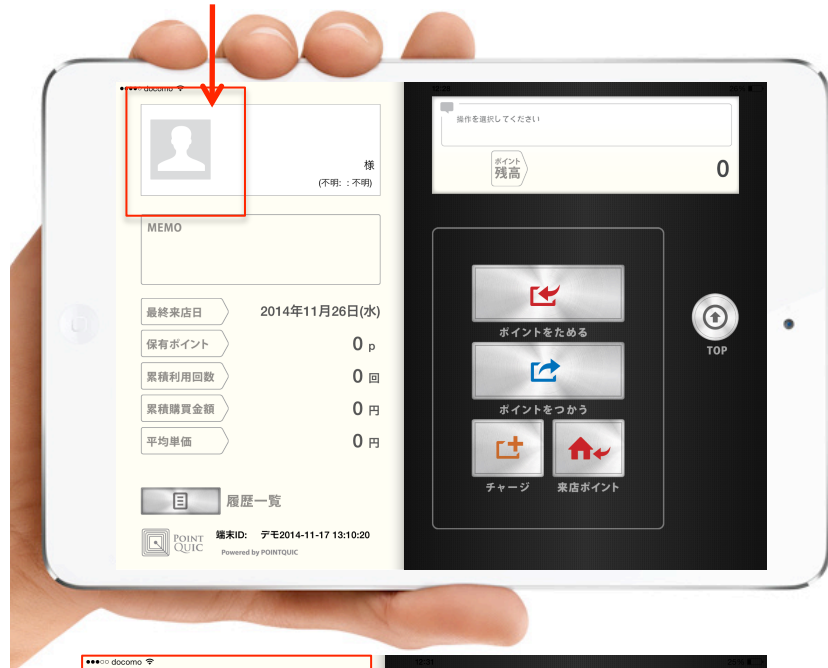 docomo
12:29
様
(不明: : 不明)
MEMO
最終来店日 2014年11月26日(水)
保有ポイント 0 p
累積利用回数 0 回
累積購買金額 0 円
平均単価 0 円
履歴一覧
POINT
QUIC
端末ID: デモ2014-11-17 13:10:20
Powered by POINTQUIC
操作を選択してください
ポイント
残高
0
ポイントをためる
ポイントをつかう
チャージ 来店ポイント
TOP
docomo
12:31